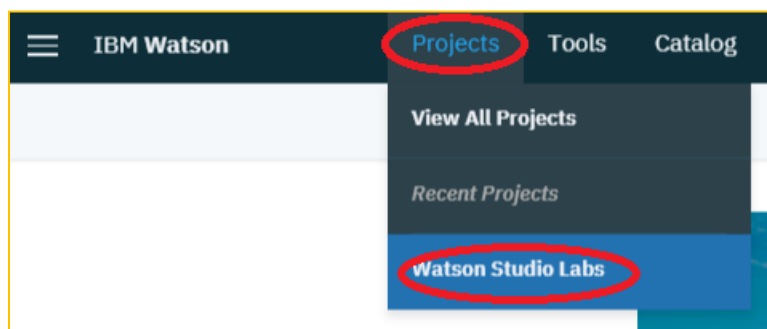 IBM Watson Projects Tools Catalog
View All Projects
Recent Projects
Watson Studio Labs